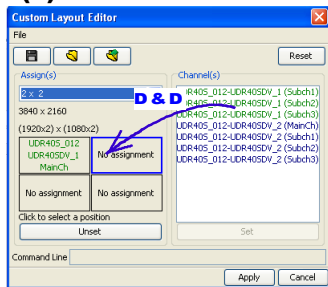 Custom Layout Editor
File
Reset
Assign(s)
Channel(s)
2 x 2
D & D
3840 x 2160
(1920x2) x (1080x2)
UDR40S_012
UDR40SDV_1
MainCh
No assignment
No assignment
No assignment
Click to select a position
Unset
IR40S_012-UDR40SDV_1 (Subch1)
IR40S_012-UDR40SDV_1 (Subch2)
UDR40S_012-UDR40SDV_1 (Subch3)
UDR40S_012-UDR40SDV_2 (MainCh)
UDR40S_012-UDR40SDV_2 (Subch1)
UDR40S_012-UDR40SDV_2 (Subch2)
UDR40S_012-UDR40SDV_2 (Subch3)
Set
Command Line
Apply
Cancel